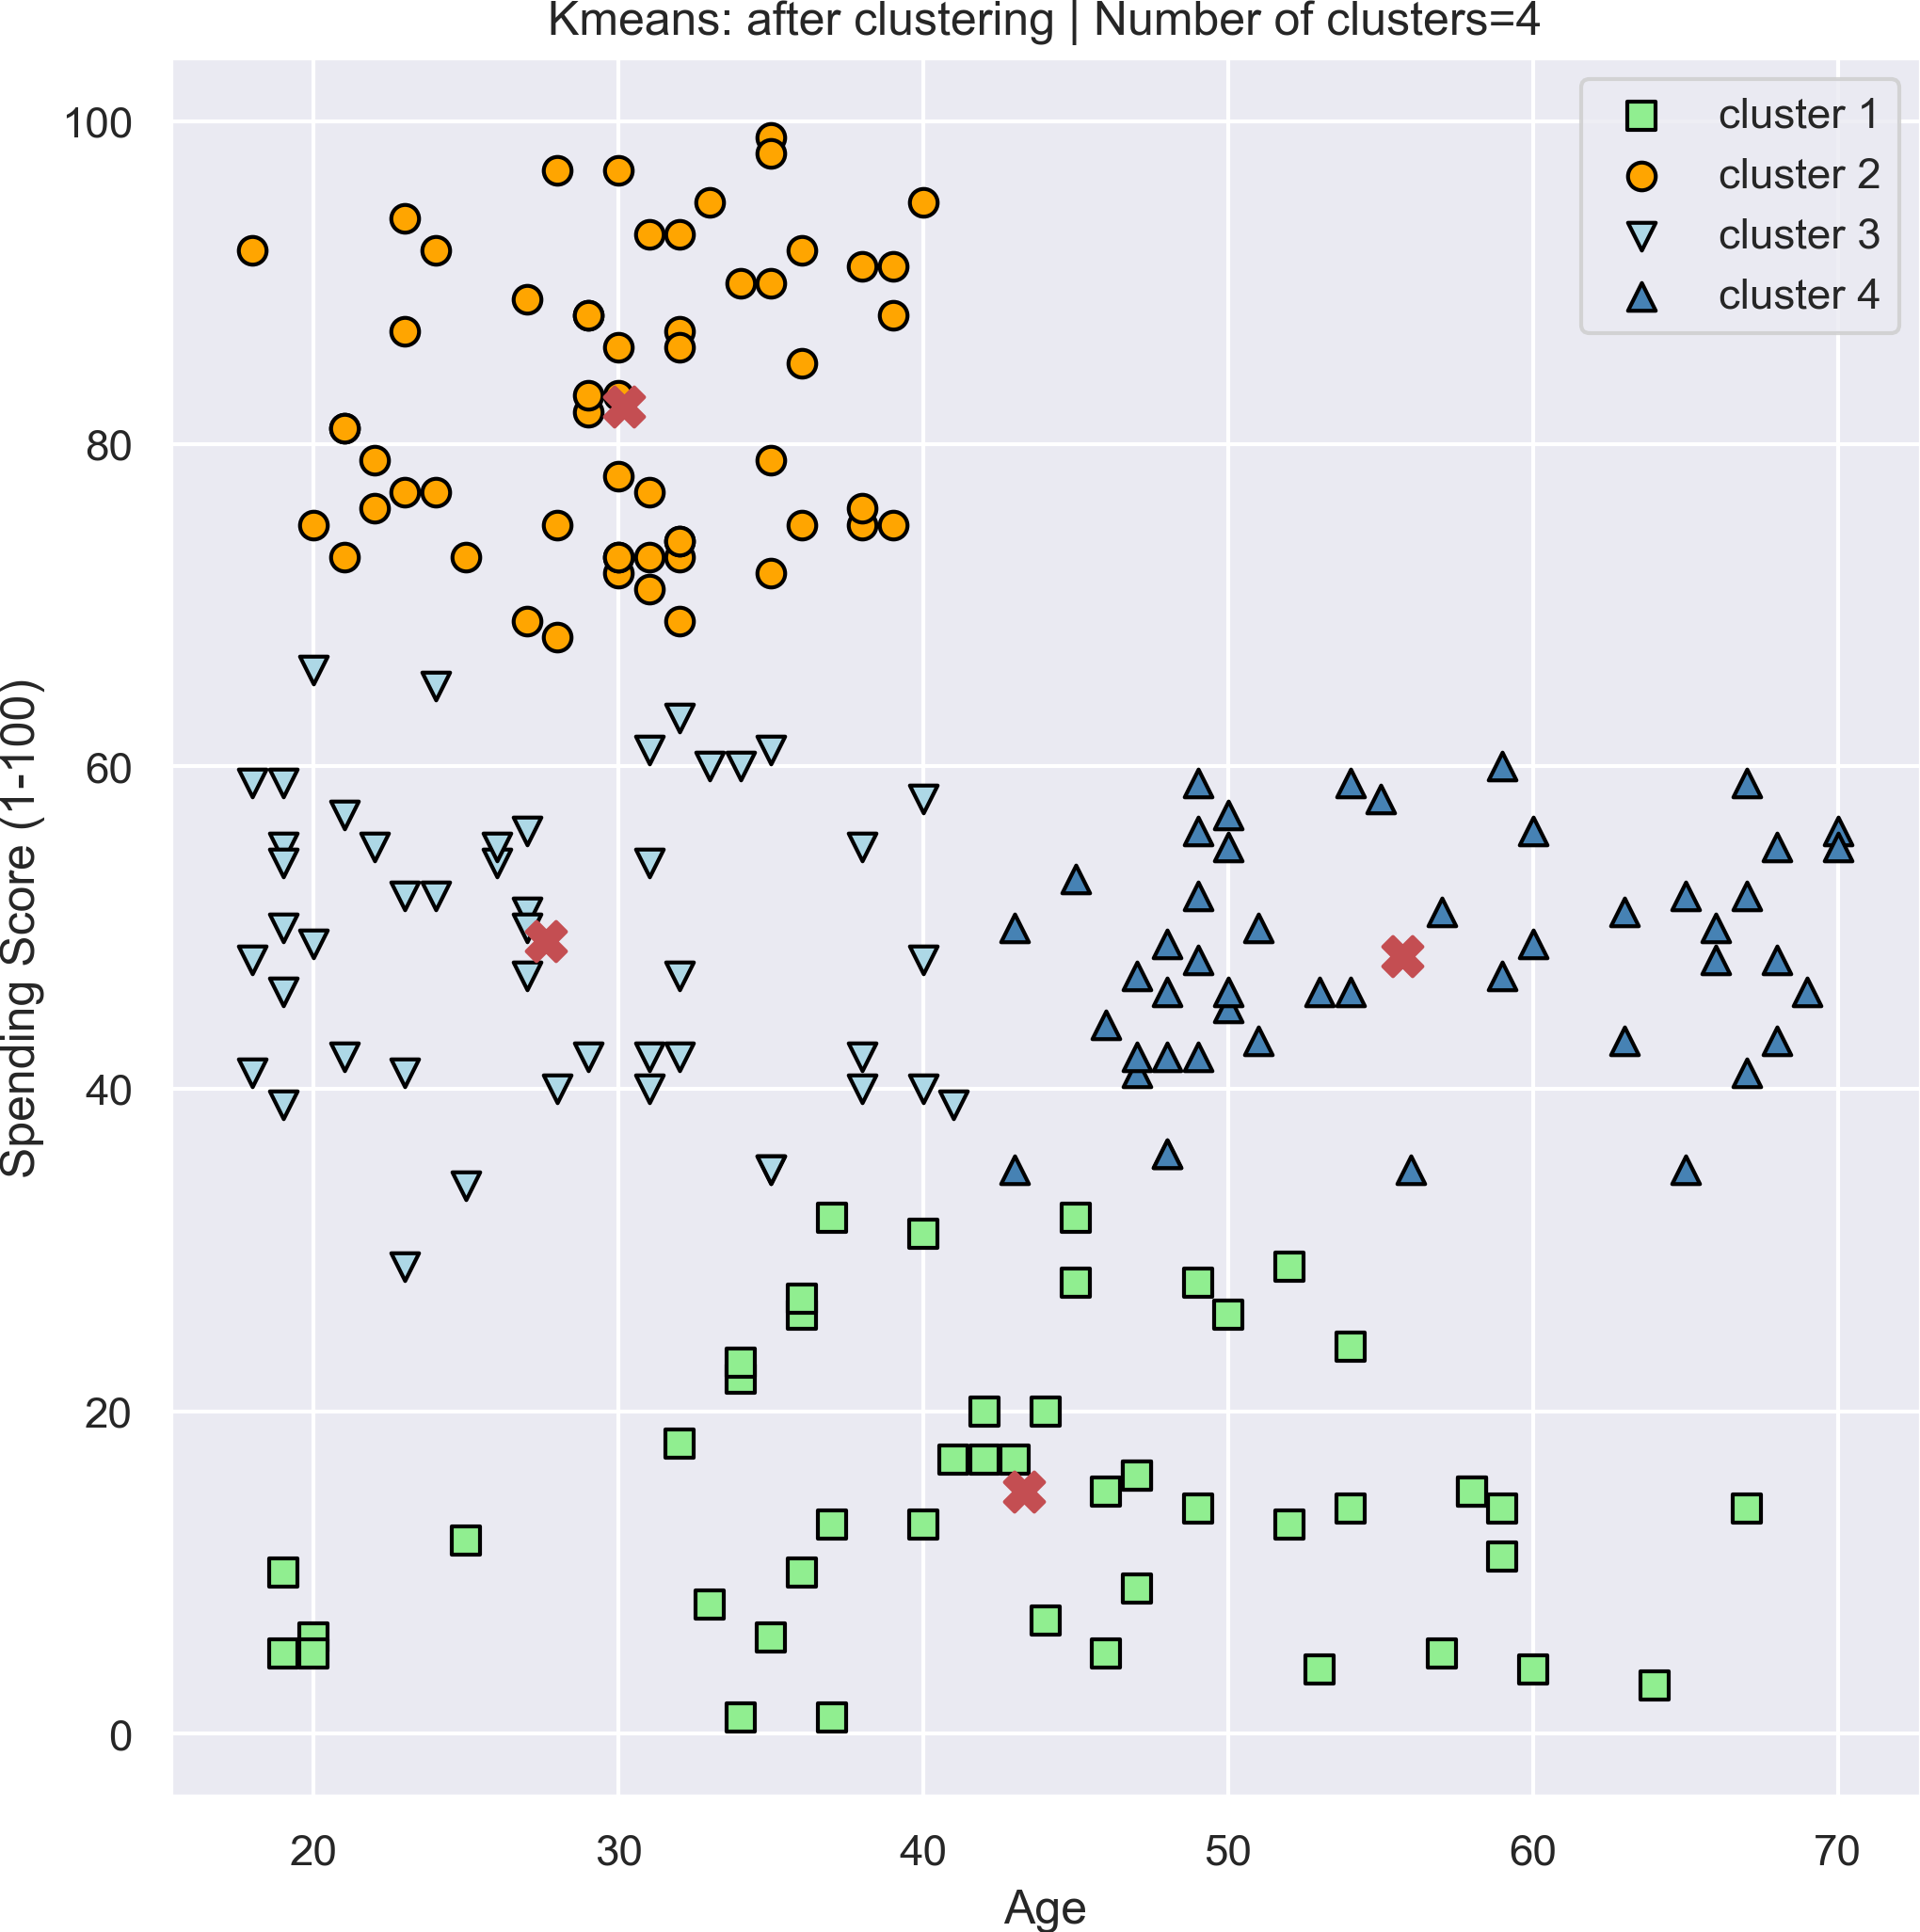 Kmeans: after clustering | Number of clusters=4
cluster 1
cluster 2
cluster 3
cluster 4
Spending Score (1-100)
100
80
60
40
20
0
20 30 40 50 60 70
Age